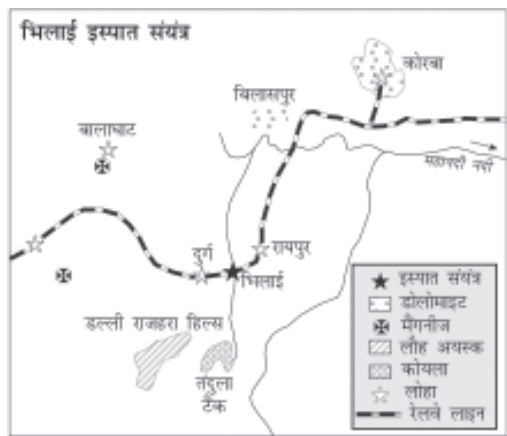 भिलाई इस्पात संयंत्र
कोरबा
बिलासपुर
बालाघाट
महानदी नदी
दुर्ग
रायपुर
भिलाई
डल्ली राजहरा हिल्स
तंदुला
टैंक
इस्पात संयंत्र
डोलोमाइट
मैंगनीज
लौह अयस्क
कोयला
लोहा
रेलवे लाइन